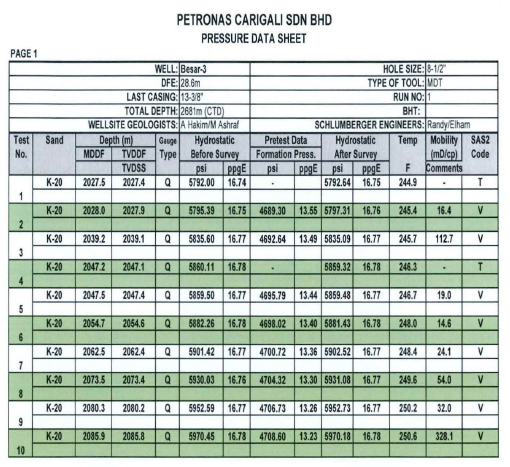 PETRONAS CARIGALI SDN BHD
PRESSURE DATA SHEET
PAGE 1
WELL: Besar-3 HOLE SIZE: 8-1/2"
DFE: 28.6m TYPE OF TOOL: MDT
LAST CASING: 13-3/8" RUN NO: 1
TOTAL DEPTH: 2681m (CTD) BHT:
WELLSITE GEOLOGISTS: A Hakim/M Ashraf SCHLUMBERGER ENGINEERS: Randy/Elham
Test Sand Depth (m) Gauge Hydrostatic Pretest Data Hydrostatic Temp Mobility SAS2
No. MDDF TVDDF Type Before Survey Formation Press. After Survey (mD/cp) Code
TVDSS psi ppgE psi ppgE psi ppgE F Comments
K-20 2027.5 2027.4 Q 5792.00 16.74 - 5792.64 16.75 244.9 - T
1
K-20 2028.0 2027.9 Q 5795.39 16.75 4689.30 13.55 5797.31 16.76 245.4 16.4 V
2
K-20 2039.2 2039.1 Q 5835.60 16.77 4692.64 13.49 5835.09 16.77 245.7 112.7 V
3
K-20 2047.2 2047.1 Q 5860.11 16.78 - 5859.32 16.78 246.3 - T
4
K-20 2047.5 2047.4 Q 5859.50 16.77 4695.79 13.44 5859.48 16.77 246.7 19.0 V
5
K-20 2054.7 2054.6 Q 5882.26 16.78 4698.02 13.40 5881.43 16.78 248.0 14.6 V
6
K-20 2062.5 2062.4 Q 5901.42 16.77 4700.72 13.36 5902.52 16.77 248.4 24.1 V
7
K-20 2073.5 2073.4 Q 5930.03 16.76 4704.32 13.30 5931.08 16.77 249.6 54.0 V
8
K-20 2080.3 2080.2 Q 5952.59 16.77 4706.73 13.26 5952.73 16.77 250.2 32.0 V
9
K-20 2085.9 2085.8 Q 5970.45 16.78 4708.60 13.23 5970.18 16.78 250.6 328.1 V
10